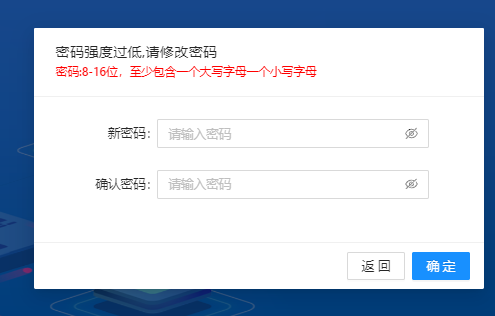 密码强度过低,请修改密码
密码:8-16位，至少包含一个大写字母一个小写字母
新密码:
请输入密码
确认密码:
请输入密码
返 回
确 定